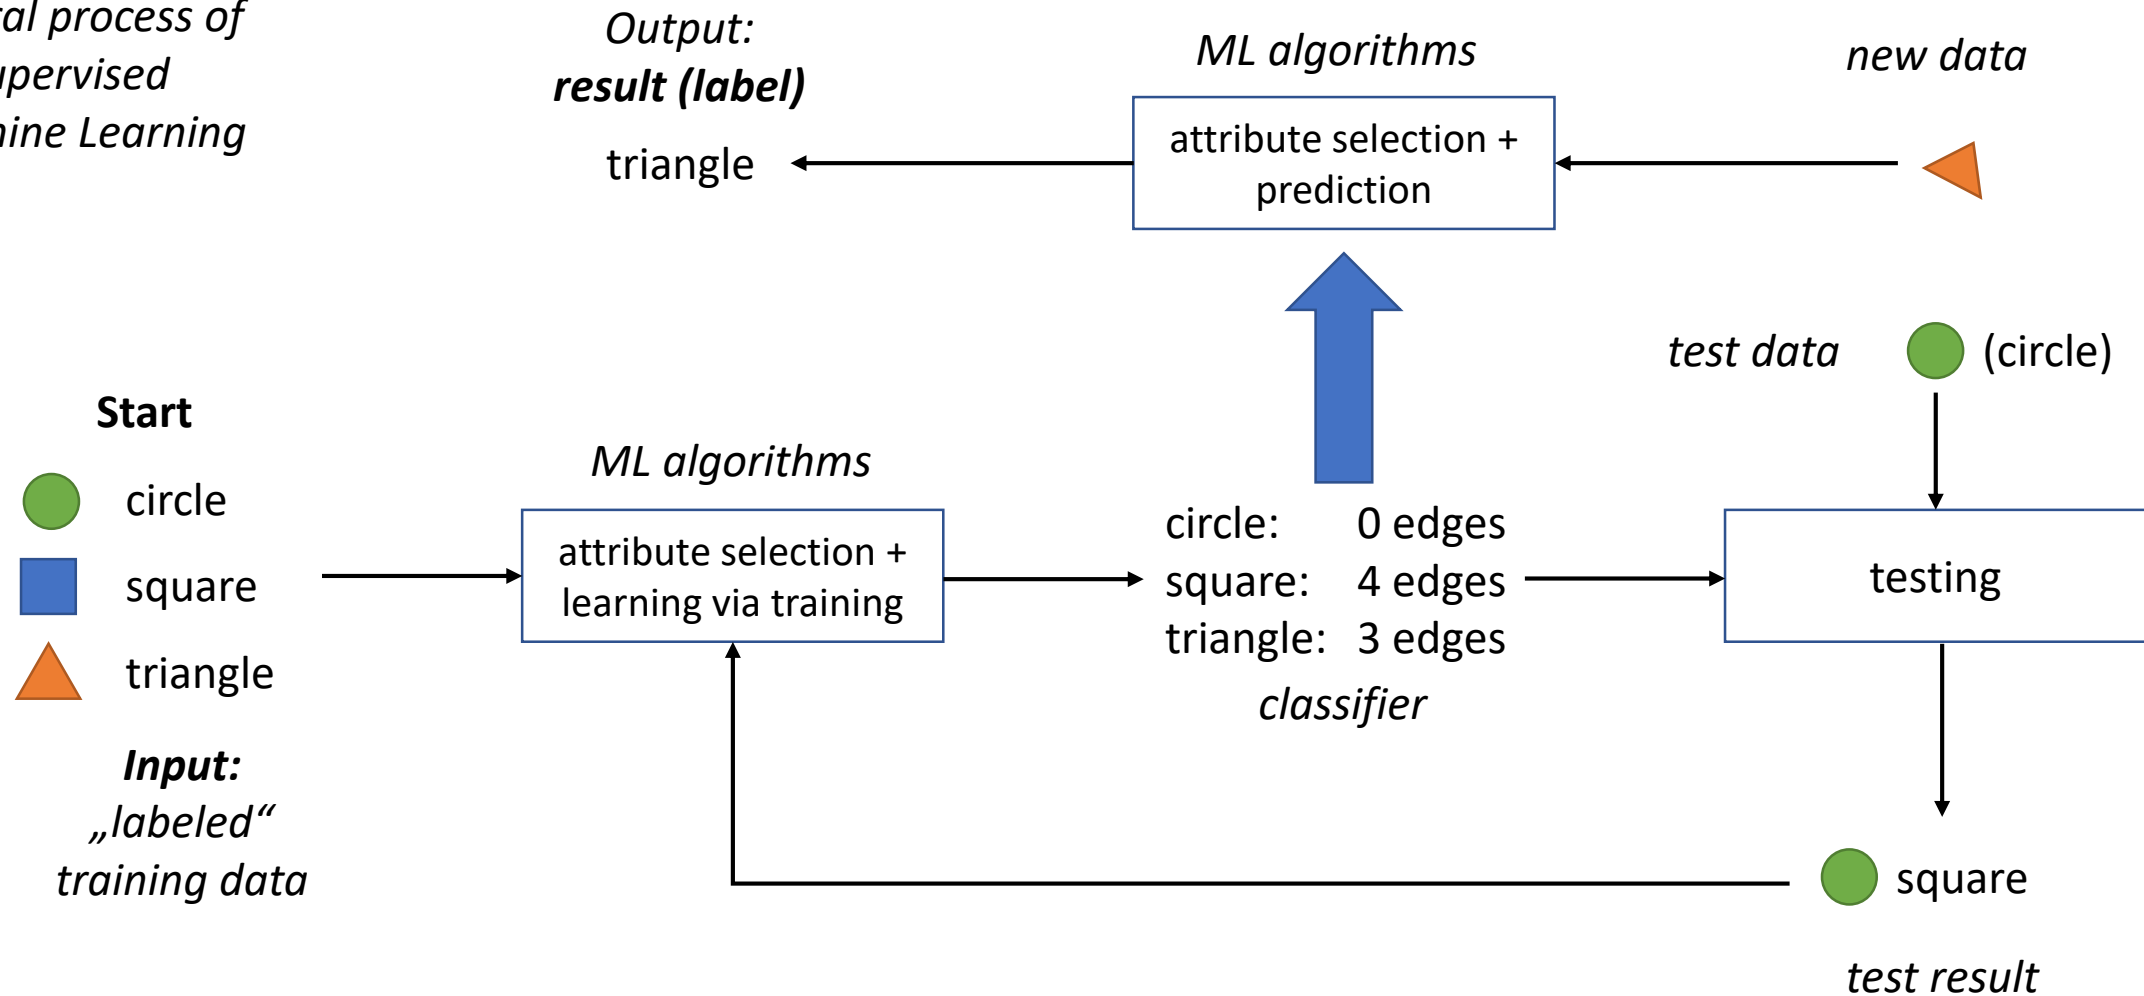 al process of
upervised
nine Learning
Output:
result (label)
triangle
ML algorithms
attribute selection +
prediction
new data
test data
(circle)
Start
circle
square
triangle
Input:
„labeled“
training data
ML algorithms
attribute selection +
learning via training
circle: 0 edges
square: 4 edges
triangle: 3 edges
classifier
testing
square
test result